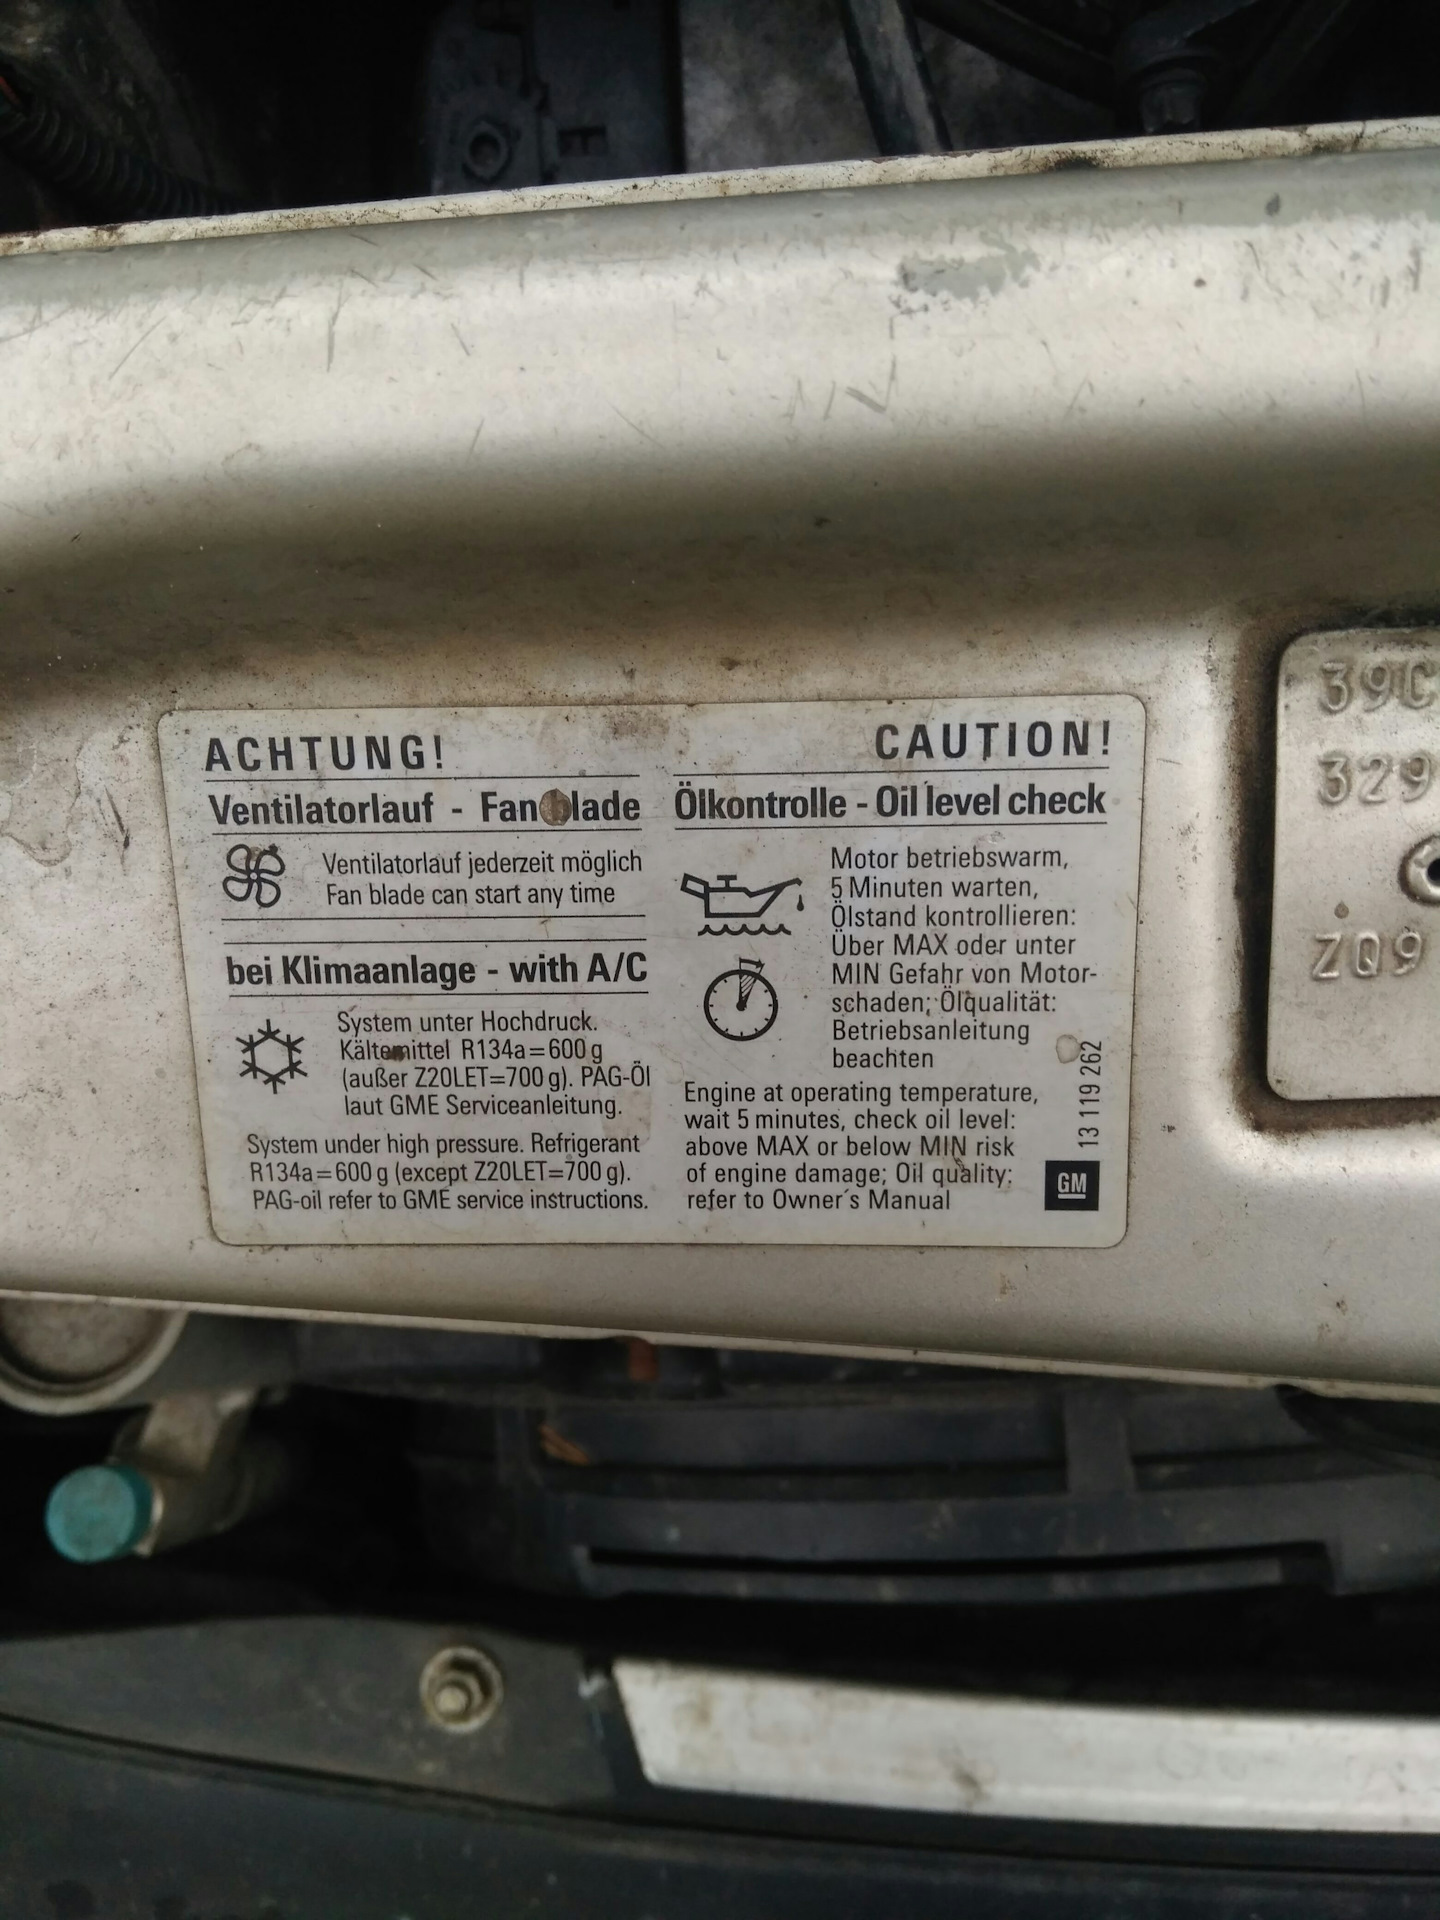 ACHTUNG!
Ventilatorlauf - Fan blade
Ventilatorlauf jederzeit möglich
Fan blade can start any time
bei Klimaanlage - with A/C
System unter Hochdruck.
Kältemittel R134a=600 g
(außer Z20LET=700 g). PAG-Öl
laut GME Serviceanleitung.
System under high pressure. Refrigerant
R134a=600 g (except Z20LET=700 g).
PAG-oil refer to GME service instructions.
CAUTION!
Ölkontrolle - Oil level check
Motor betriebswarm,
5 Minuten warten,
Ölstand kontrollieren:
Über MAX oder unter
MIN Gefahr von Motor-
schaden; Ölqualität:
Betriebsanleitung
beachten
Engine at operating temperature,
wait 5 minutes, check oil level:
above MAX or below MIN risk
of engine damage; Oil quality:
refer to Owner´s Manual
13 119 262
GM
39C
329
ZQ9